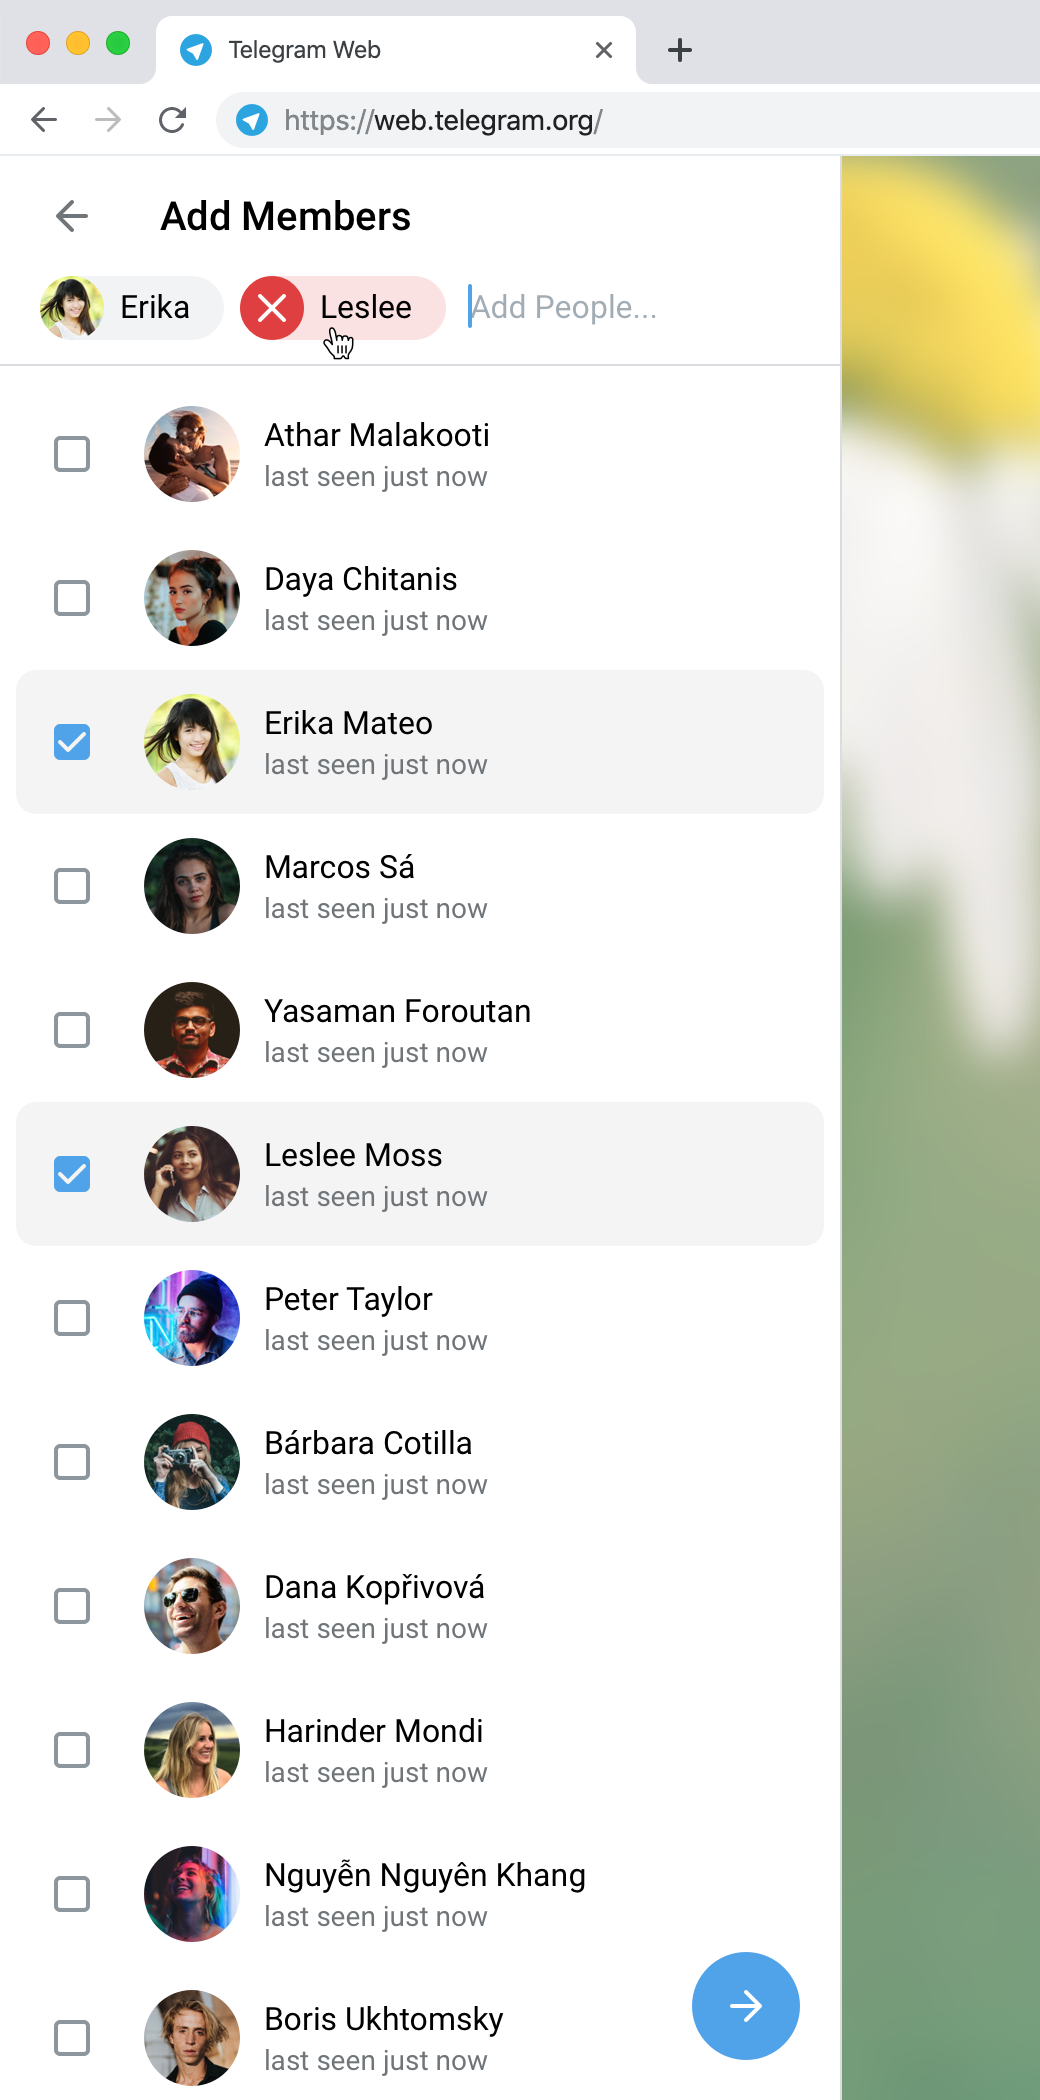 Telegram Web
https://web.telegram.org/
Add Members
Erika
Leslee
Add People...
Athar Malakooti
last seen just now
Daya Chitanis
last seen just now
Erika Mateo
last seen just now
Marcos Sá
last seen just now
Yasaman Foroutan
last seen just now
Leslee Moss
last seen just now
Peter Taylor
last seen just now
Bárbara Cotilla
last seen just now
Dana Kopřivová
last seen just now
Harinder Mondi
last seen just now
Nguyễn Nguyên Khang
last seen just now
Boris Ukhtomsky
last seen just now